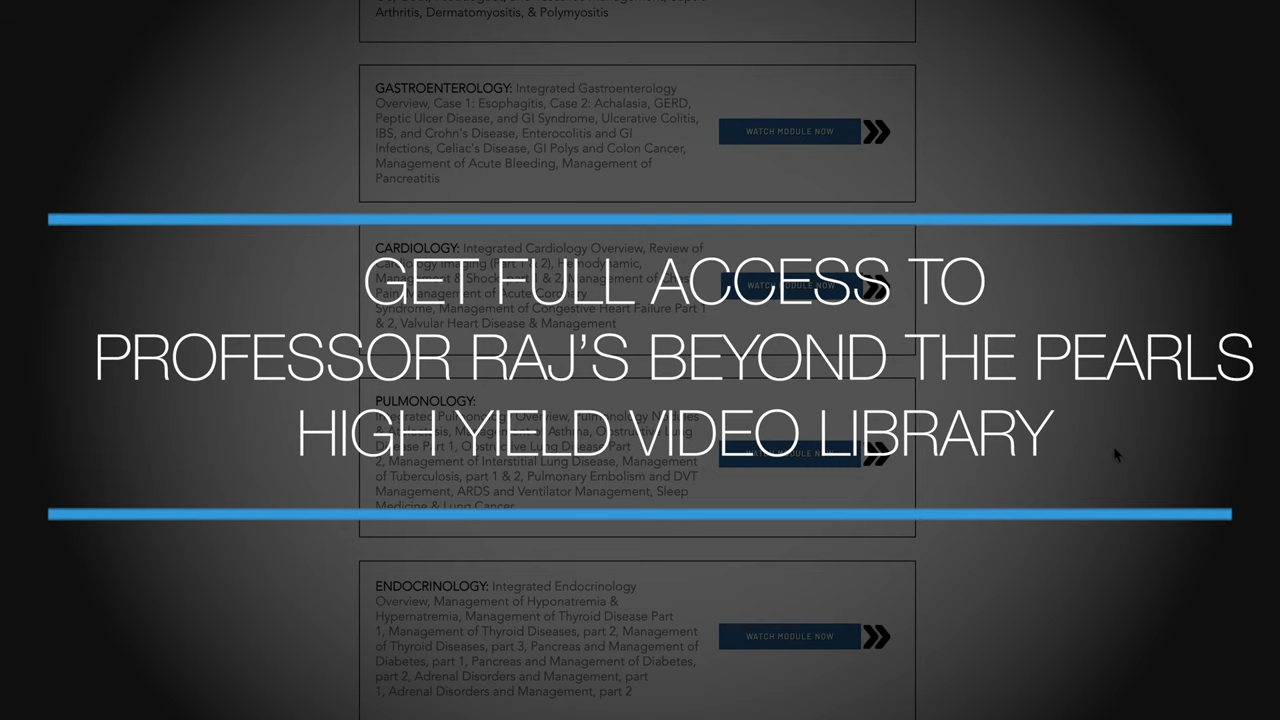 Arthritis, Dermatomyositis, & Polymyositis
GASTROENTEROLOGY: Integrated Gastroenterology
Overview, Case 1: Esophagitis, Case 2: Achalasia, GERD,
Peptic Ulcer Disease, and GI Syndrome, Ulcerative Colitis,
IBS, and Crohn's Disease, Enterocolitis and GI
Infections, Celiac's Disease, GI Polys and Colon Cancer,
Management of Acute Bleeding, Management of
Pancreatitis
WATCH MODULE NOW
CARDIOLOGY: Integrated Cardiology Overview, Review of
Syndrome, Management of Congestive Heart Failure Part 1
& 2, Valvular Heart Disease & Management
WATCH MODULE NOW
GET FULL ACCESS TO
PROFESSOR RAJ'S BEYOND THE PEARLS
HIGH YIELD VIDEO LIBRARY
PULMONOLOGY:
2, Management of Interstitial Lung Disease, Management
of Tuberculosis, part 1 & 2, Pulmonary Embolism and DVT
Management, ARDS and Ventilator Management, Sleep
Medicine & Lung Cancer
ENDOCRINOLOGY: Integrated Endocrinology
Overview, Management of Hyponatremia &
Hypernatremia, Management of Thyroid Disease Part
1, Management of Thyroid Diseases, part 2, Management
of Thyroid Diseases, part 3, Pancreas and Management of
Diabetes, part 1, Pancreas and Management of Diabetes,
part 2, Adrenal Disorders and Management, part
1, Adrenal Disorders and Management, part 2
WATCH MODULE NOW